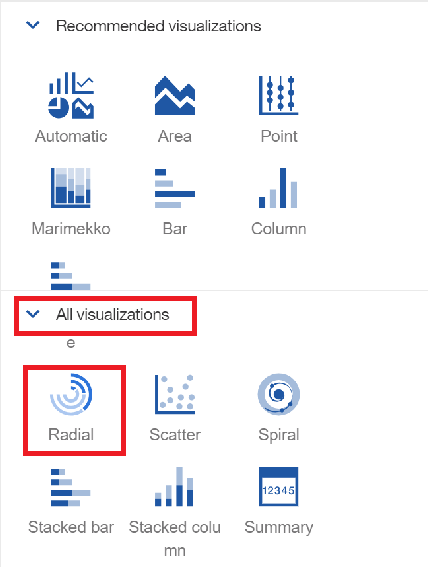 Recommended visualizations
Automatic Area Point
Marimekko Bar Column
All visualizations
e
Radial Scatter Spiral
12345
Stacked bar Stacked colu Summary
mn